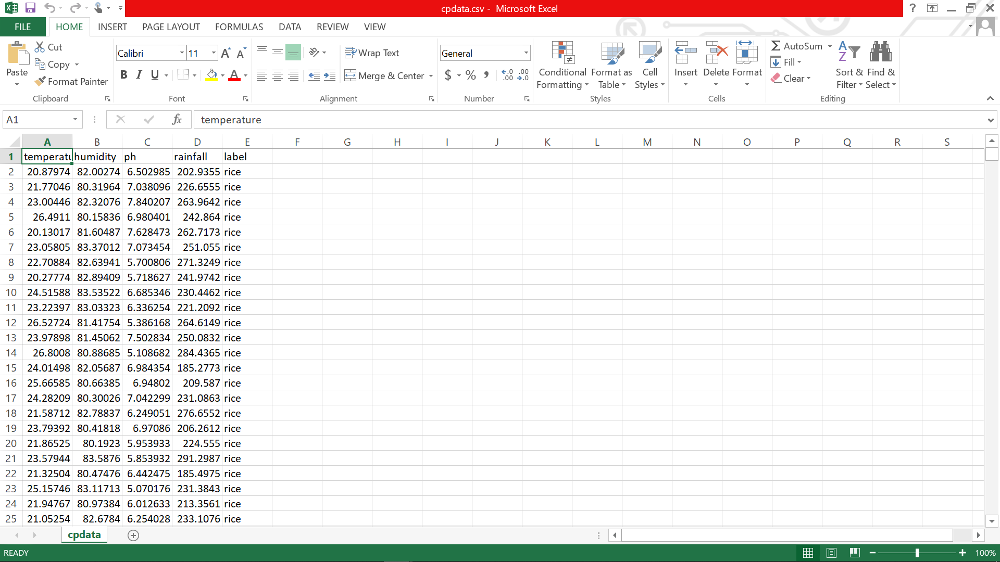 cpdata.csv - Microsoft Excel
?
FILE HOME INSERT PAGE LAYOUT FORMULAS DATA REVIEW VIEW
Paste
Cut
Copy
Format Painter
Clipboard
Calibri 11 A A
B I U A
Font
Wrap Text
Merge & Center
Alignment
General
$ % , .0 .00 .00 .0
Number
Conditional Formatting
Format as Table
Cell Styles
Styles
Insert Delete Format
Cells
AutoSum
Fill
Clear
A Z
Sort & Filter
Find & Select
Editing
A1 fx temperature
A B C D E F G H I J K L M N O P Q R S
1 temperatu humidity ph rainfall label
2 20.87974 82.00274 6.502985 202.9355 rice
3 21.77046 80.31964 7.038096 226.6555 rice
4 23.00446 82.32076 7.840207 263.9642 rice
5 26.4911 80.15836 6.980401 242.864 rice
6 20.13017 81.60487 7.628473 262.7173 rice
7 23.05805 83.37012 7.073454 251.055 rice
8 22.70884 82.63941 5.700806 271.3249 rice
9 20.27774 82.89409 5.718627 241.9742 rice
10 24.51588 83.53522 6.685346 230.4462 rice
11 23.22397 83.03323 6.336254 221.2092 rice
12 26.52724 81.41754 5.386168 264.6149 rice
13 23.97898 81.45062 7.502834 250.0832 rice
14 26.8008 80.88685 5.108682 284.4365 rice
15 24.01498 82.05687 6.984354 185.2773 rice
16 25.66585 80.66385 6.94802 209.587 rice
17 24.28209 80.30026 7.042299 231.0863 rice
18 21.58712 82.78837 6.249051 276.6552 rice
19 23.79392 80.41818 6.97086 206.2612 rice
20 21.86525 80.1923 5.953933 224.555 rice
21 23.57944 83.5876 5.853932 291.2987 rice
22 21.32504 80.47476 6.442475 185.4975 rice
23 25.15746 83.11713 5.070176 231.3843 rice
24 21.94767 80.97384 6.012633 213.3561 rice
25 21.05254 82.6784 6.254028 233.1076 rice
cpdata
READY 100%